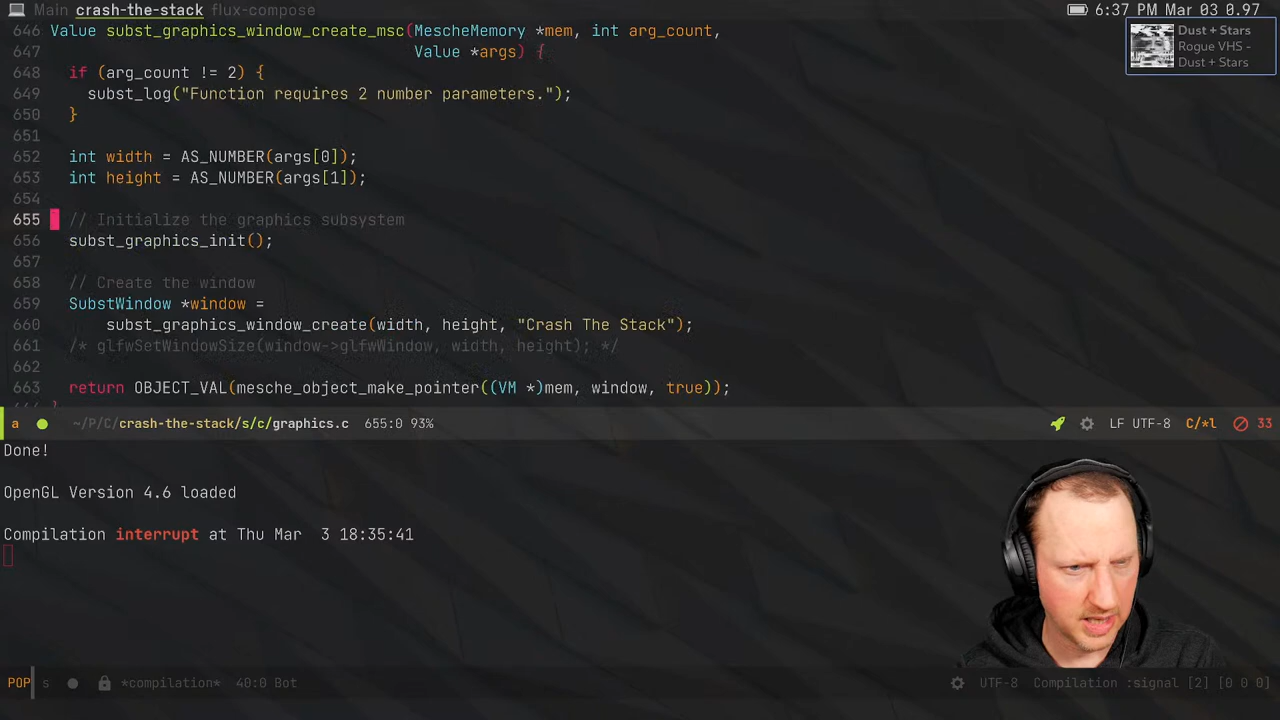 Main crash-the-stack flux-compose 6:37 PM Mar 03 0.97
Dust + Stars
Rogue VHS -
Dust + Stars
646 Value subst_graphics_window_create_msc(MescheMemory *mem, int arg_count,
647 Value *args) {
648 if (arg_count != 2) {
649 subst_log("Function requires 2 number parameters.");
650 }
651
652 int width = AS_NUMBER(args[0]);
653 int height = AS_NUMBER(args[1]);
654
655 // Initialize the graphics subsystem
656 subst_graphics_init();
657
658 // Create the window
659 SubstWindow *window =
660 subst_graphics_window_create(width, height, "Crash The Stack");
661 /* glfwSetWindowSize(window->glfwWindow, width, height); */
662
663 return OBJECT_VAL(mesche_object_make_pointer((VM *)mem, window, true));
a ~/P/C/crash-the-stack/s/c/graphics.c 655:0 93% LF UTF-8 C/*l 33
Done!
OpenGL Version 4.6 loaded
Compilation interrupt at Thu Mar 3 18:35:41
POP s *compilation* 40:0 Bot UTF-8 Compilation :signal [2] [0 0 0]